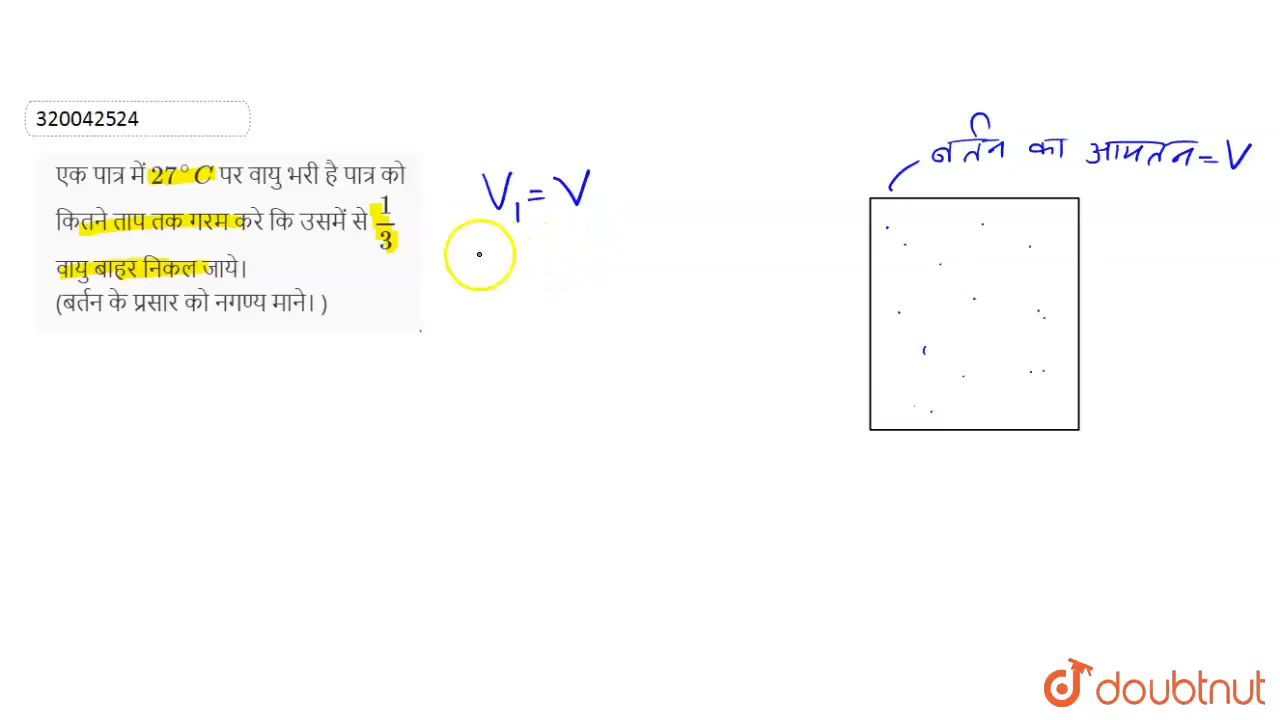 320042524
एक पात्र में 27°C पर वायु भरी है पात्र को
कितने ताप तक गरम करे कि उसमें से 1/3
वायु बाहर निकल जाये।
(बर्तन के प्रसार को नगण्य माने। )
V₁ = V
बर्तन का आयतन = V
doubtnut